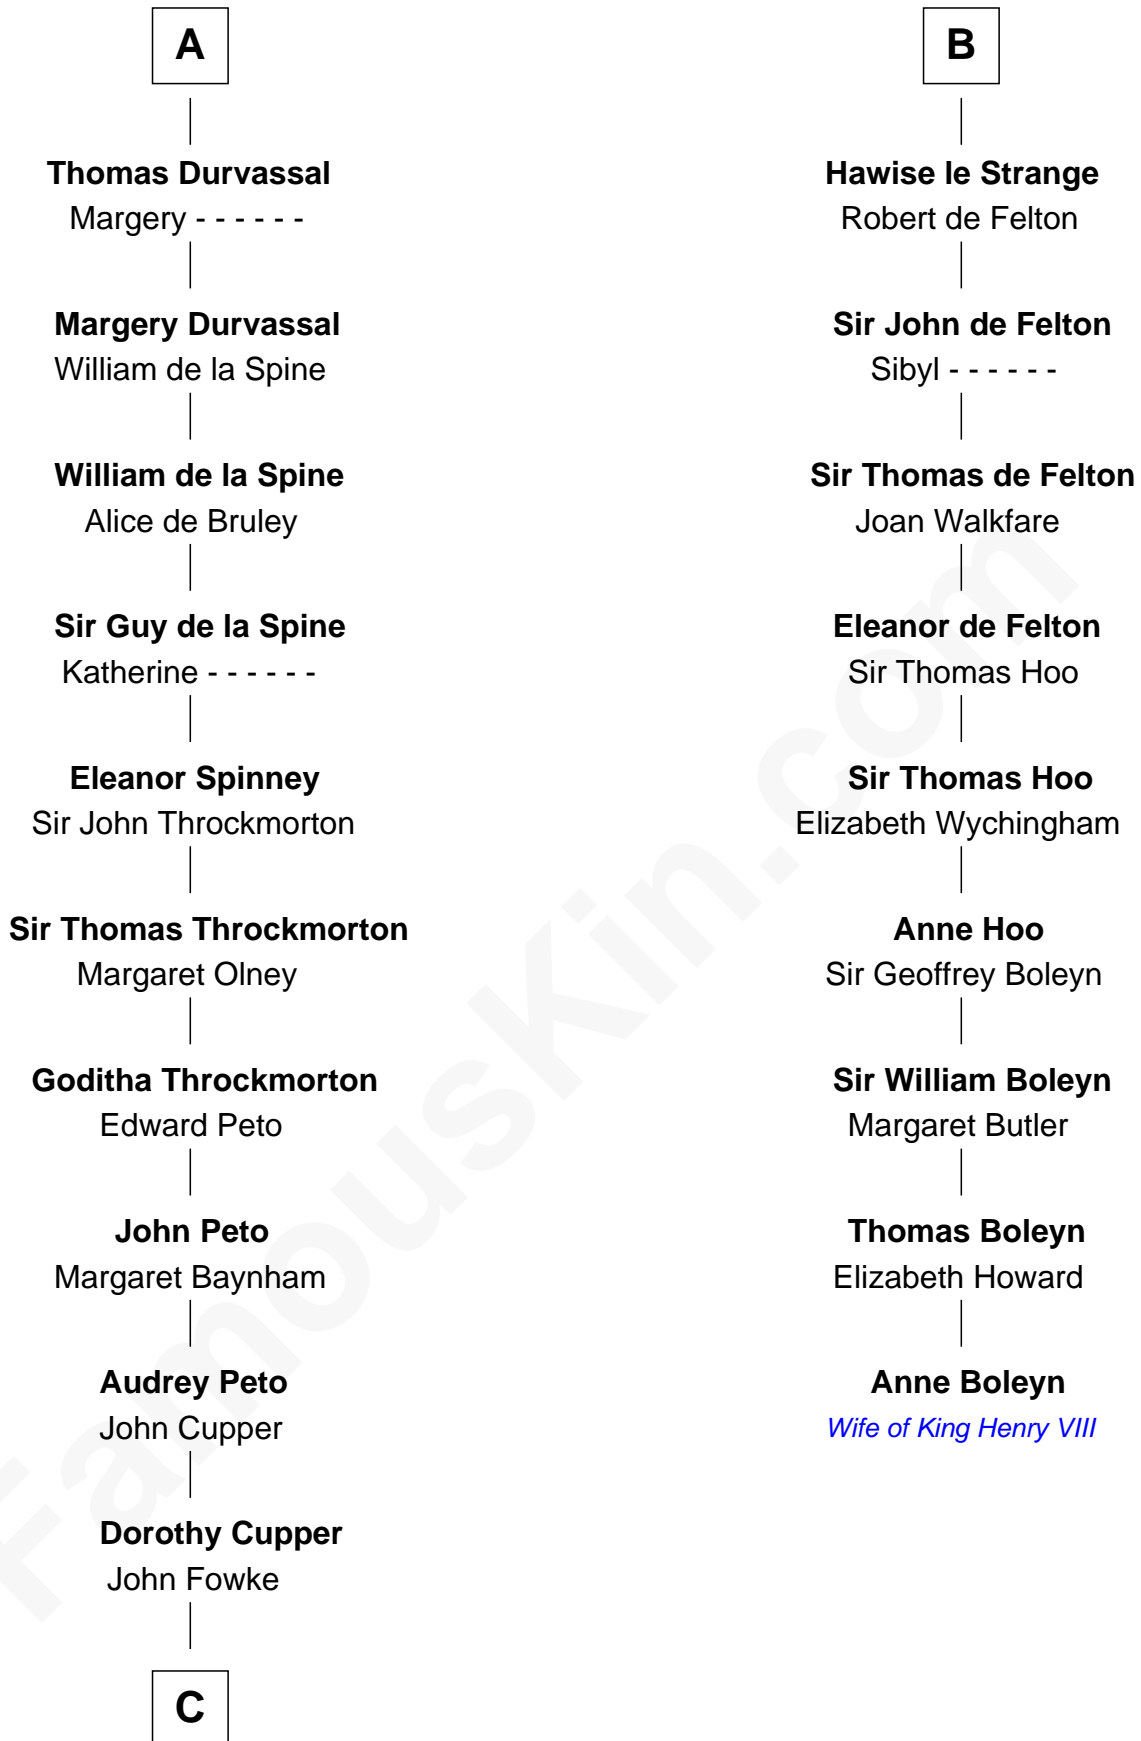 A
Thomas Durvassal
Margery - - - - - -
Margery Durvassal
William de la Spine
William de la Spine
Alice de Bruley
Sir Guy de la Spine
Katherine - - - - - -
Eleanor Spinney
Sir John Throckmorton
Sir Thomas Throckmorton
Margaret Olney
Goditha Throckmorton
Edward Peto
John Peto
Margaret Baynham
Audrey Peto
John Cupper
Dorothy Cupper
John Fowke
C
B
Hawise le Strange
Robert de Felton
Sir John de Felton
Sibyl - - - - - -
Sir Thomas de Felton
Joan Walkfare
Eleanor de Felton
Sir Thomas Hoo
Sir Thomas Hoo
Elizabeth Wychingham
Anne Hoo
Sir Geoffrey Boleyn
Sir William Boleyn
Margaret Butler
Thomas Boleyn
Elizabeth Howard
Anne Boleyn
Wife of King Henry VIII
FamousKin.com